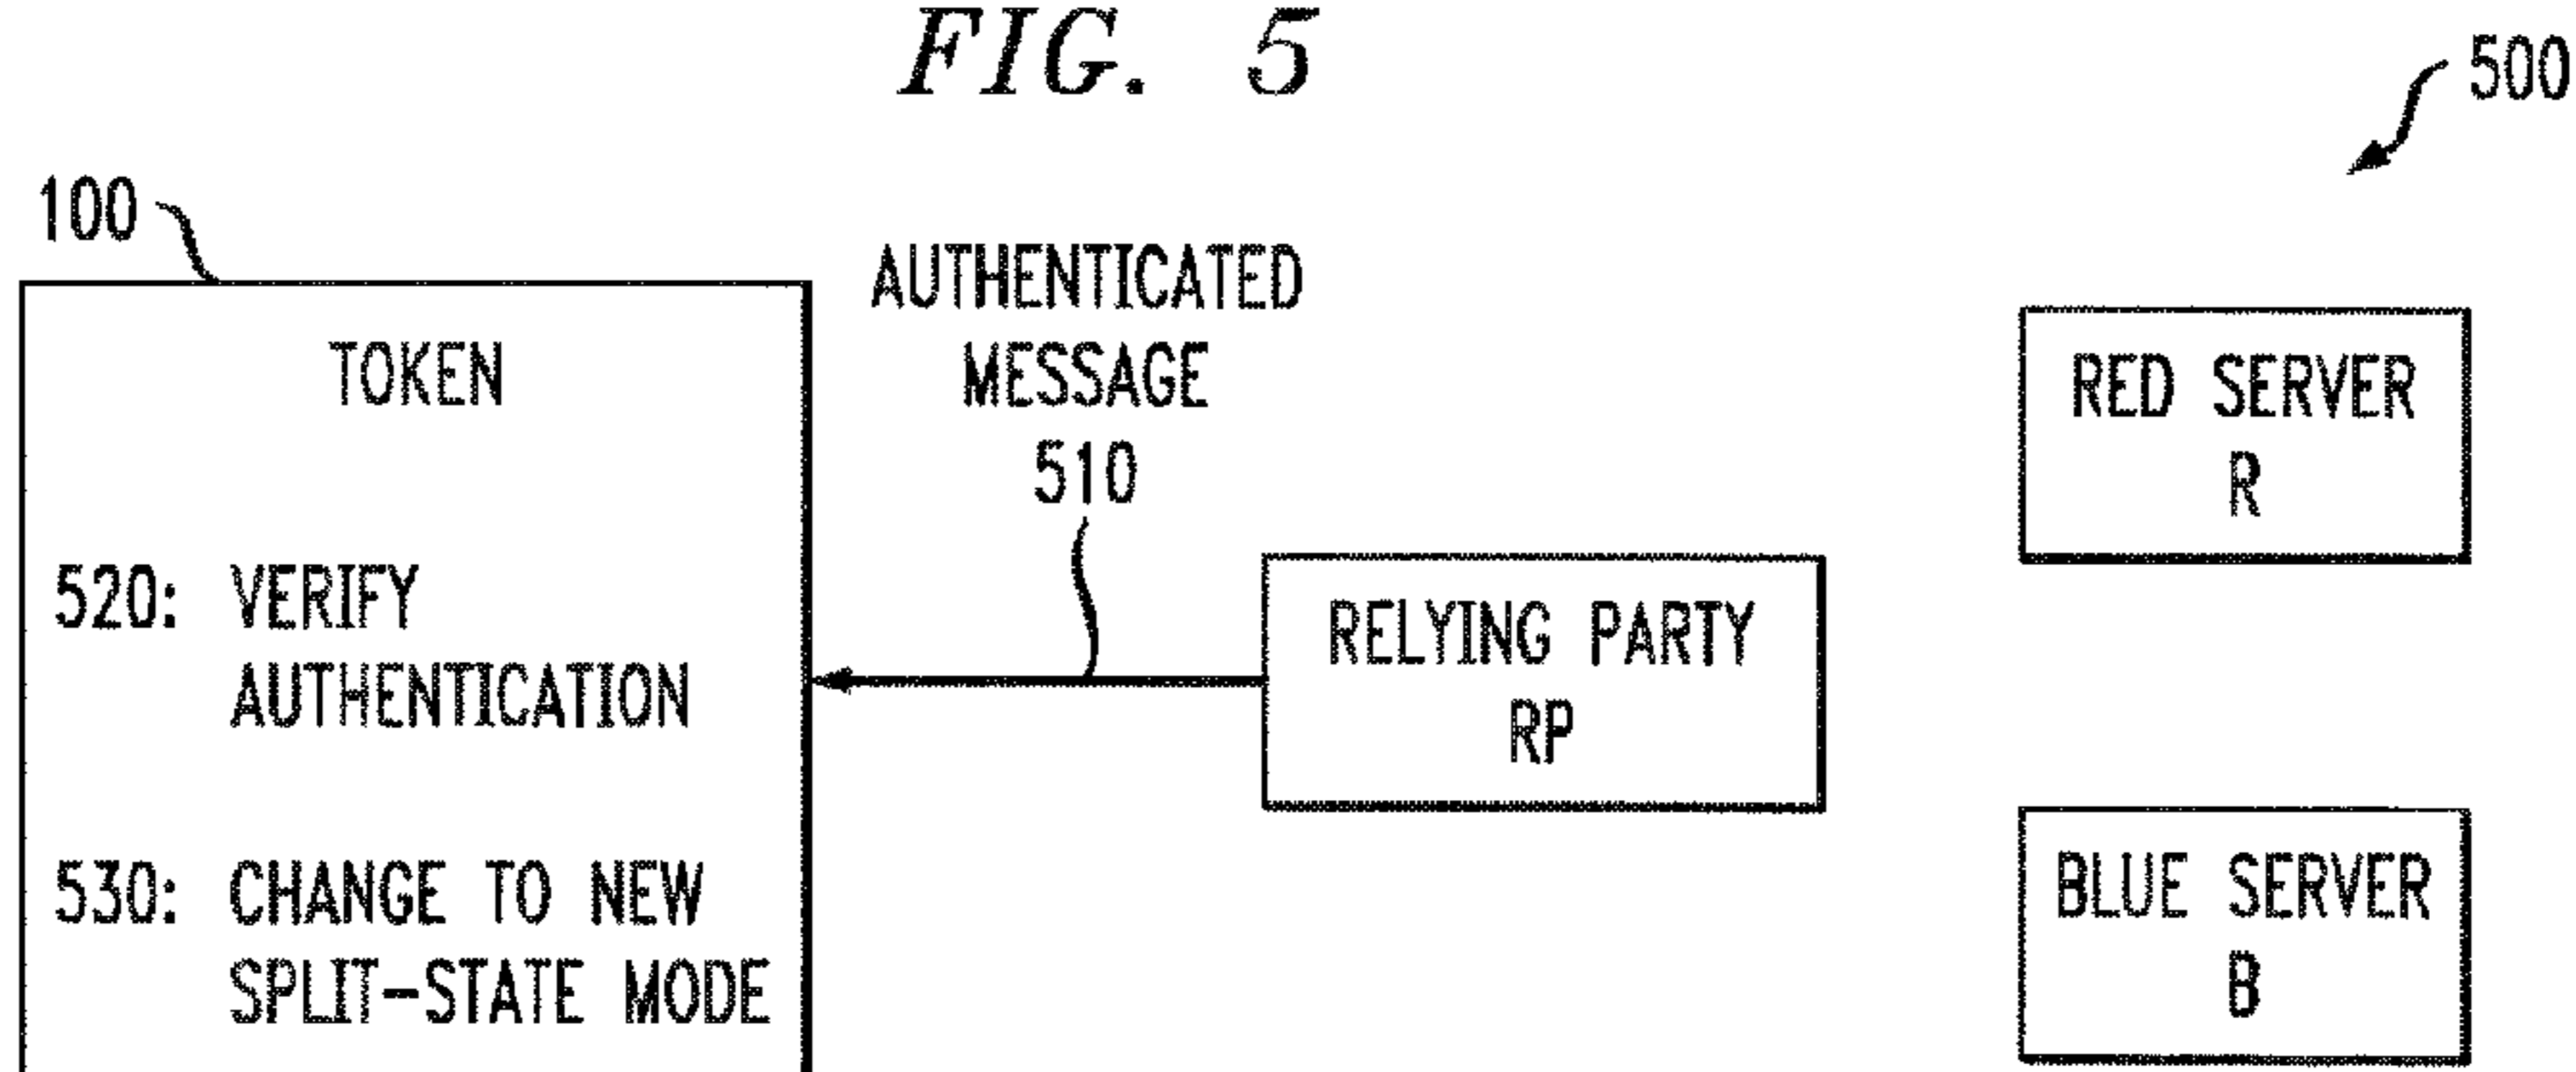 FIG. 5
500
100
TOKEN
520: VERIFY
AUTHENTICATION
530: CHANGE TO NEW
SPLIT-STATE MODE
AUTHENTICATED
MESSAGE
510
RELYING PARTY
RP
RED SERVER
R
BLUE SERVER
B